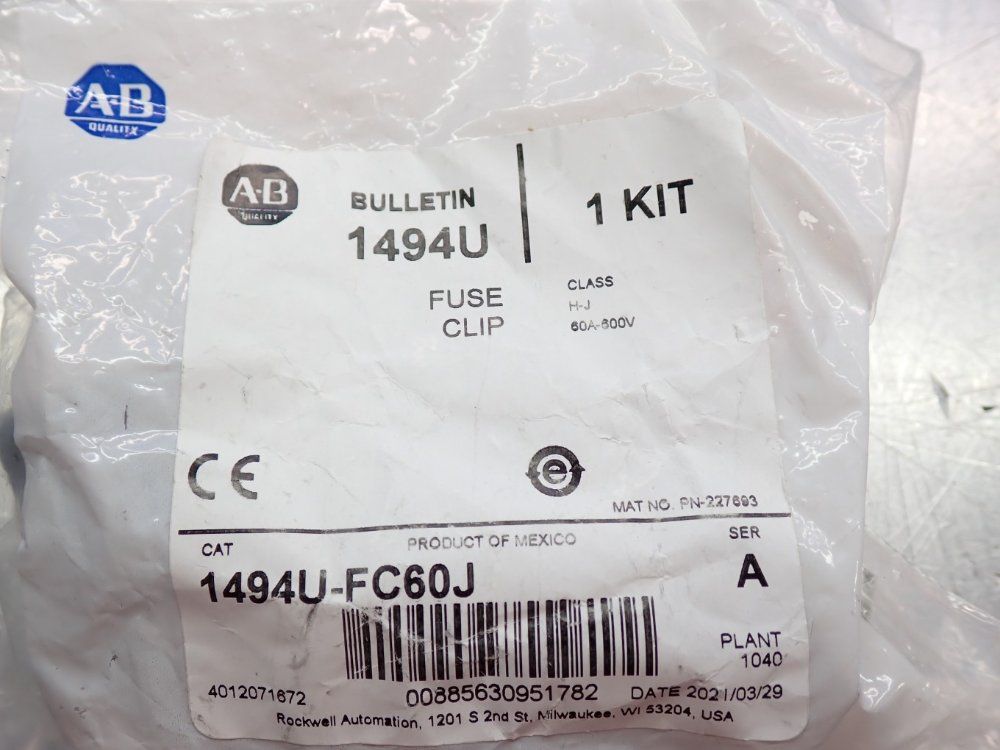 A-B
QUALITY
A-B
QUALITY
BULLETIN
1494U
1 KIT
FUSE
CLIP
CLASS
H-J
60A-600V
CE
e
MAT NO. PN-227693
CAT
PRODUCT OF MEXICO
SER
1494U-FC60J
A
PLANT
1040
4012071672
00885630951782
DATE 2021/03/29
Rockwell Automation, 1201 S 2nd St, Milwaukee, WI 53204, USA